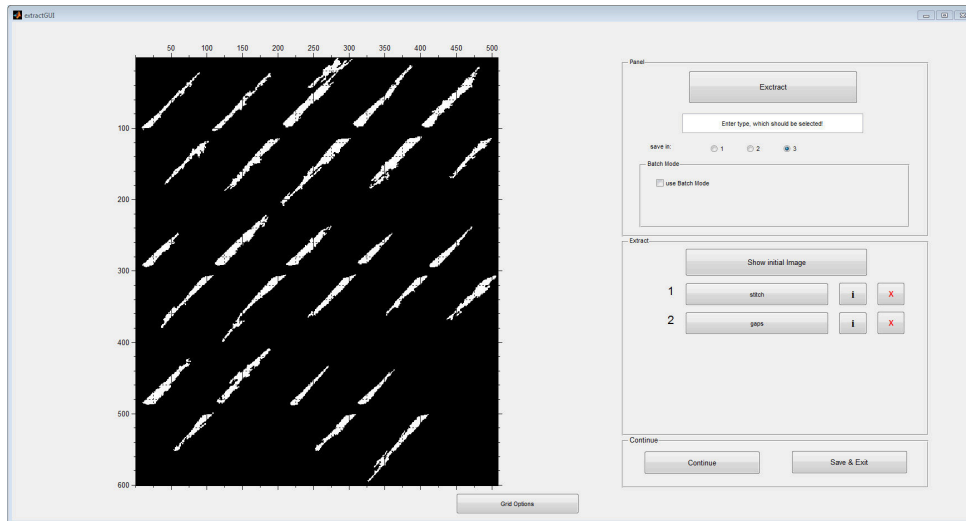 extractGUI
50 100 150 200 250 300 350 400 450 500
100
200
300
400
500
600
Grid Options
Panel
Exctract
Enter type, which should be selected!
save in: 1 2 3
Batch Mode
use Batch Mode
Extract
Show initial Image
1 stitch i X
2 gaps i X
Continue
Continue Save & Exit